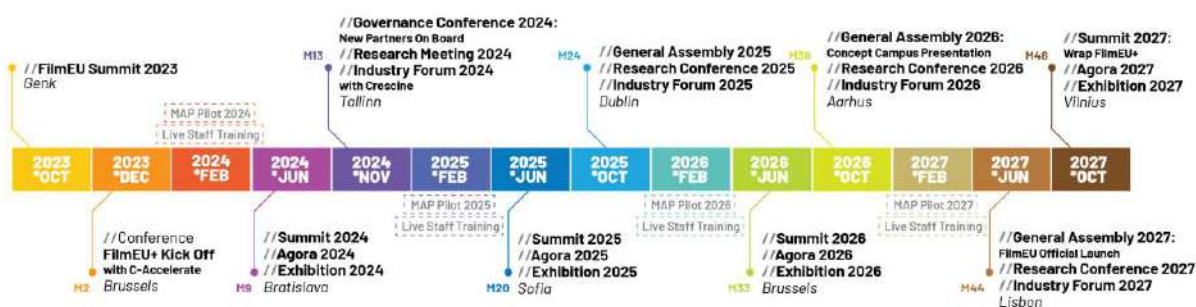 //FilmEU Summit 2023
Genk
MAP Pilot 2024
Live Staff Training
M13
//Governance Conference 2024:
New Partners On Board
//Research Meeting 2024
//Industry Forum 2024
with Crescine
Tallinn
M24
//General Assembly 2025
//Research Conference 2025
//Industry Forum 2025
Dublin
M36
//General Assembly 2026:
Concept Campus Presentation
//Research Conference 2026
//Industry Forum 2026
Aarhus
M48
//Summit 2027:
Wrap FilmEU+
//Agora 2027
//Exhibition 2027
Vilnius
2023 *OCT
2023 *DEC
2024 *FEB
2024 *JUN
2024 *NOV
2025 *FEB
2025 *JUN
2025 *OCT
2026 *FEB
2026 *JUN
2026 *OCT
2027 *FEB
2027 *JUN
2027 *OCT
M2
//Conference
FilmEU+ Kick Off
with C-Accelerate
Brussels
M9
//Summit 2024
//Agora 2024
//Exhibition 2024
Bratislava
MAP Pilot 2025
Live Staff Training
M20
//Summit 2025
//Agora 2025
//Exhibition 2025
Sofia
MAP Pilot 2026
Live Staff Training
M33
//Summit 2026
//Agora 2026
//Exhibition 2026
Brussels
MAP Pilot 2027
Live Staff Training
M44
//General Assembly 2027:
FilmEU Official Launch
//Research Conference 2027
//Industry Forum 2027
Lisbon